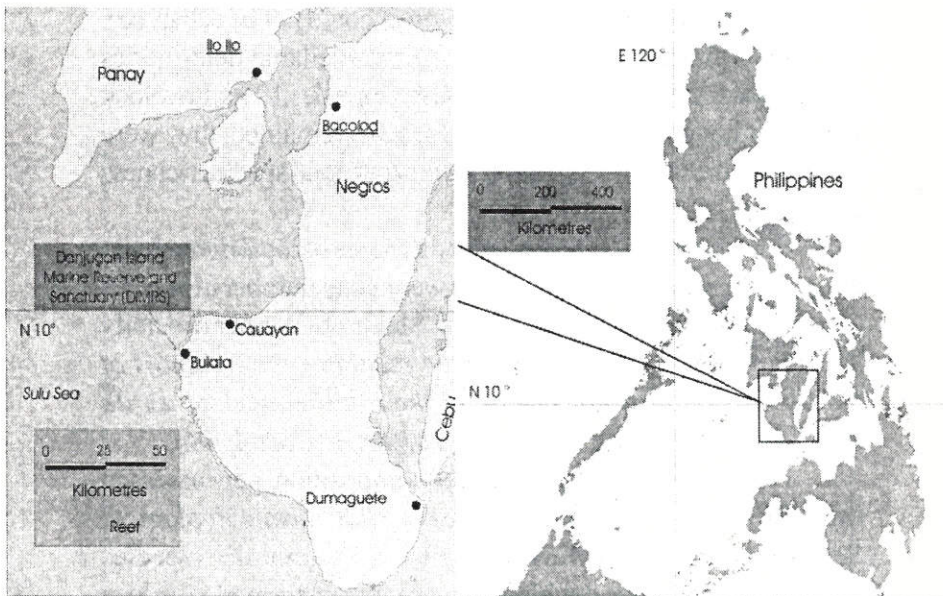 Ilo Ilo
Panay
Bacolod
Negros
Danjugan Island
Marine Reserve and
Sanctuary (DIMRS)
N 10°
Cauayan
Bulata
Sulu Sea
Cebu
0 25 50
Kilometres
Reef
Dumaguete
E 120°
Philippines
0 200 400
Kilometres
N 10°